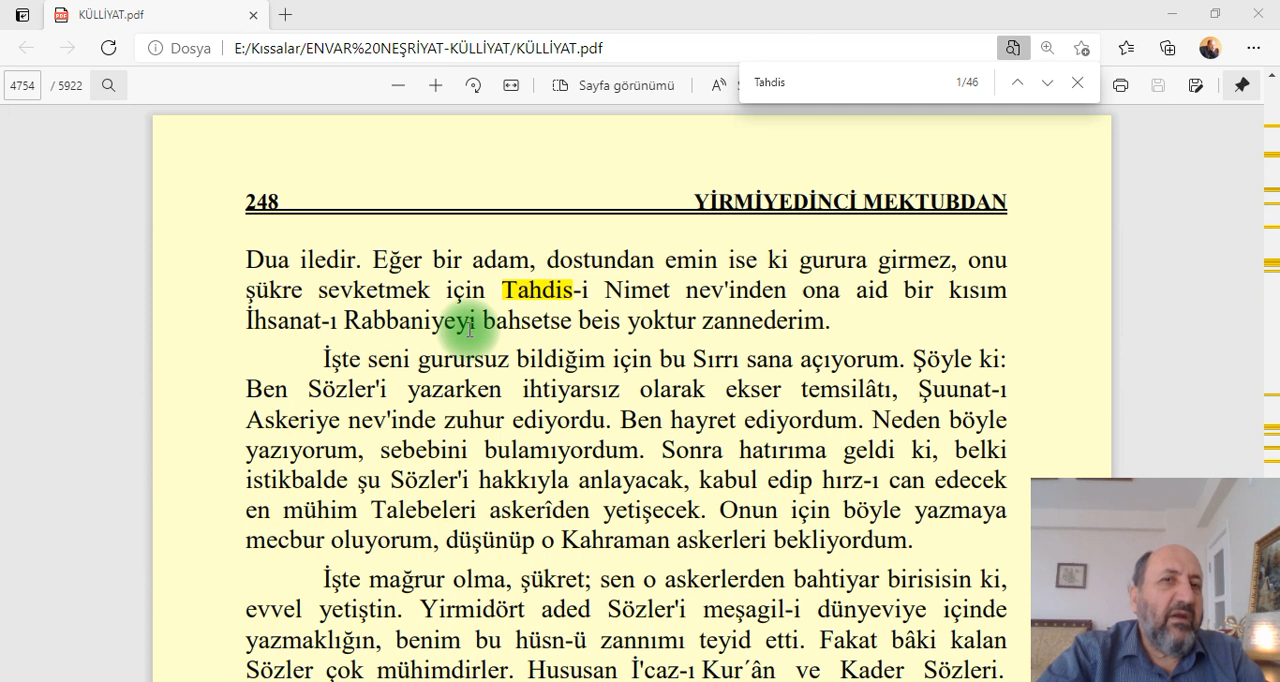 KÜLLİYAT.pdf
Dosya
E:/Kıssalar/ENVAR%20NEŞRİYAT-KÜLLİYAT/KÜLLİYAT.pdf
4754 / 5922
Sayfa görünümü
Tahdis
1/46
248 YİRMİYEDİNCİ MEKTUBDAN
Dua iledir. Eğer bir adam, dostundan emin ise ki gurura girmez, onu
şükre sevketmek için Tahdis-i Nimet nev'inden ona aid bir kısım
İhsanat-ı Rabbaniyeyi bahsetse beis yoktur zannederim.
İşte seni gurursuz bildiğim için bu Sırrı sana açıyorum. Şöyle ki:
Ben Sözler'i yazarken ihtiyarsız olarak ekser temsilâtı, Şuunat-ı
Askeriye nev'inde zuhur ediyordu. Ben hayret ediyordum. Neden böyle
yazıyorum, sebebini bulamıyordum. Sonra hatırıma geldi ki, belki
istikbalde şu Sözler'i hakkıyla anlayacak, kabul edip hırz-ı can edecek
en mühim Talebeleri askerîden yetişecek. Onun için böyle yazmaya
mecbur oluyorum, düşünüp o Kahraman askerleri bekliyordum.
İşte mağrur olma, şükret; sen o askerlerden bahtiyar birisisin ki,
evvel yetiştin. Yirmidört aded Sözler'i meşagil-i dünyeviye içinde
yazmaklığın, benim bu hüsn-ü zannımı teyid etti. Fakat bâki kalan
Sözler çok mühimdirler. Hususan İ'caz-ı Kur´ân ve Kader Sözleri.